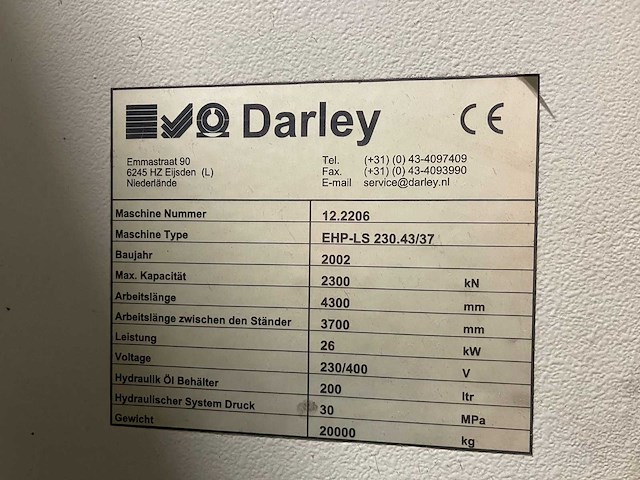 Darley CE
Emmastraat 90 Tel. (+31) (0) 43-4097409
6245 HZ Eijsden (L) Fax. (+31) (0) 43-4093990
Niederlände E-mail service@darley.nl
Maschine Nummer 12.2206
Maschine Type EHP-LS 230.43/37
Baujahr 2002
Max. Kapacität 2300 kN
Arbeitslänge 4300 mm
Arbeitslänge zwischen den Ständer 3700 mm
Leistung 26 kW
Voltage 230/400 V
Hydraulik Öl Behälter 200 ltr
Hydraulischer System Druck 30 MPa
Gewicht 20000 kg